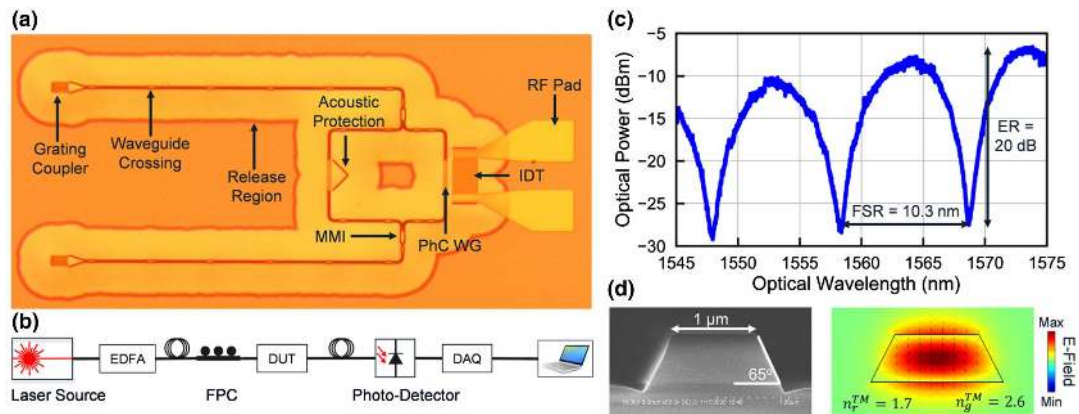 (a)
RF Pad
Acoustic
Protection
Grating
Coupler
Waveguide
Crossing
Release
Region
IDT
MMI
PhC WG
(b)
EDFA
DUT
DAQ
Laser Source
FPC
Photo-Detector
(c)
Optical Power (dBm)
−5
−10
−15
−20
−25
−30
ER =
20 dB
FSR = 10.3 nm
1545 1550 1555 1560 1565 1570 1575
Optical Wavelength (nm)
(d)
1 μm
65°
Max
E-Field
Min
n_r^{TM} = 1.7
n_g^{TM} = 2.6